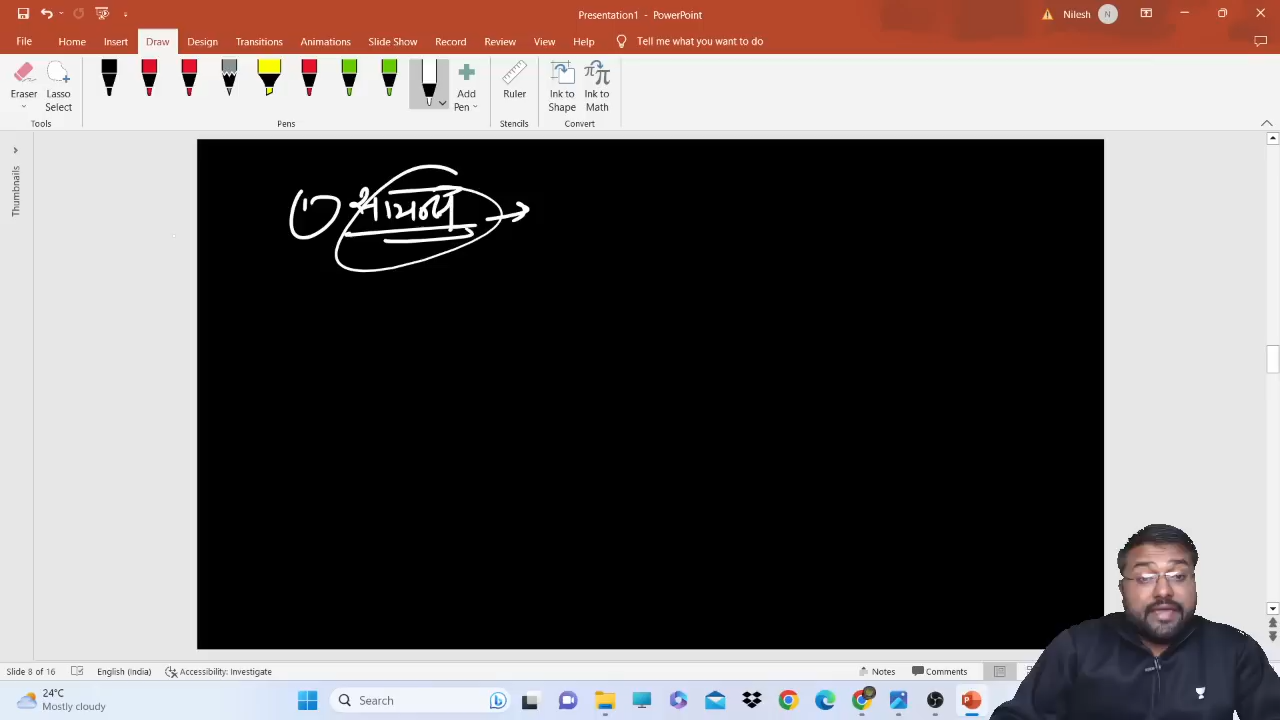 Presentation1 - PowerPoint
Nilesh N
File Home Insert Draw Design Transitions Animations Slide Show Record Review View Help Tell me what you want to do
Eraser Lasso Select Add Pen Ruler Ink to Shape Ink to Math
Tools Pens Stencils Convert
Thumbnails
① सामान्य →
Slide 8 of 16 English (India) Accessibility: Investigate Notes Comments
24°C
Mostly cloudy
Search